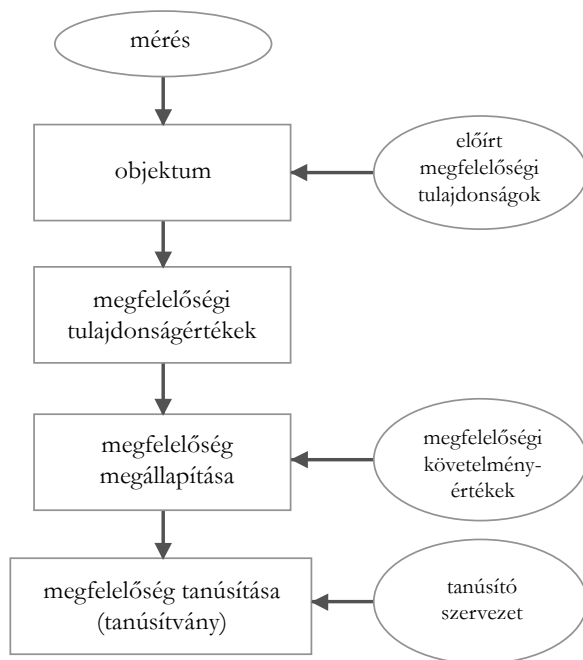 mérés
objektum
előírt
megfelelőségi
tulajdonságok
megfelelőségi
tulajdonságértékek
megfelelőség
megállapítása
megfelelőségi
követelmény-
értékek
megfelelőség tanúsítása
(tanúsítvány)
tanúsító
szervezet